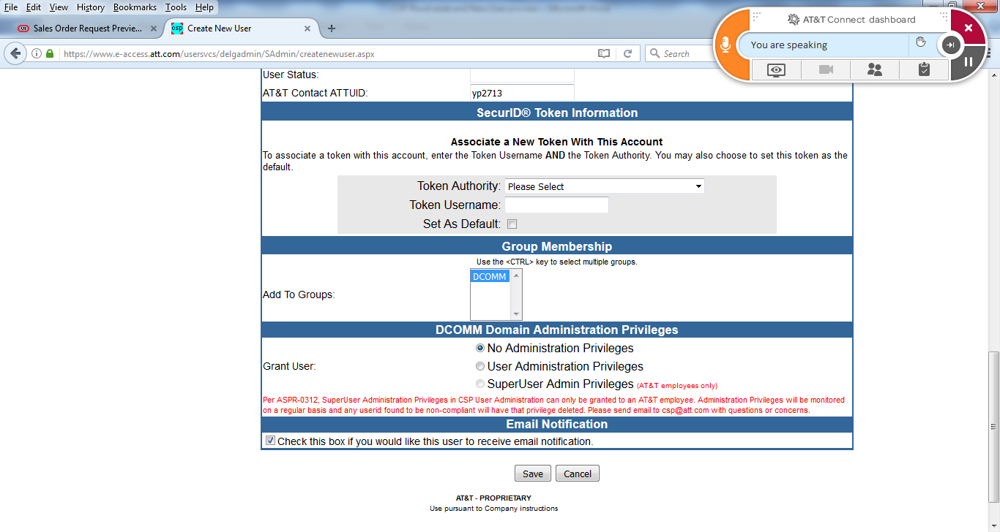 File Edit View History Bookmarks Tools Help
AT&T Connect dashboard
OI Sales Order Request Previe... × csp Create New User × +
You are speaking
https://www.e-access.att.com/usersvcs/delgadmin/SAdmin/createnewuser.aspx
Search
User Status:
AT&T Contact ATTUID: yp2713
SecurID® Token Information
Associate a New Token With This Account
To associate a token with this account, enter the Token Username AND the Token Authority. You may also choose to set this token as the
default.
Token Authority: Please Select
Token Username:
Set As Default:
Group Membership
Use the <CTRL> key to select multiple groups.
DCOMM
Add To Groups:
DCOMM Domain Administration Privileges
No Administration Privileges
Grant User: User Administration Privileges
SuperUser Admin Privileges (AT&T employees only)
Per ASPR-0312, SuperUser Administration Privileges in CSP User Administration can only be granted to an AT&T employee. Administration Privileges will be monitored
on a regular basis and any userid found to be non-compliant will have that privilege deleted. Please send email to csp@att.com with questions or concerns.
Email Notification
Check this box if you would like this user to receive email notification.
Save Cancel
AT&T - PROPRIETARY
Use pursuant to Company instructions